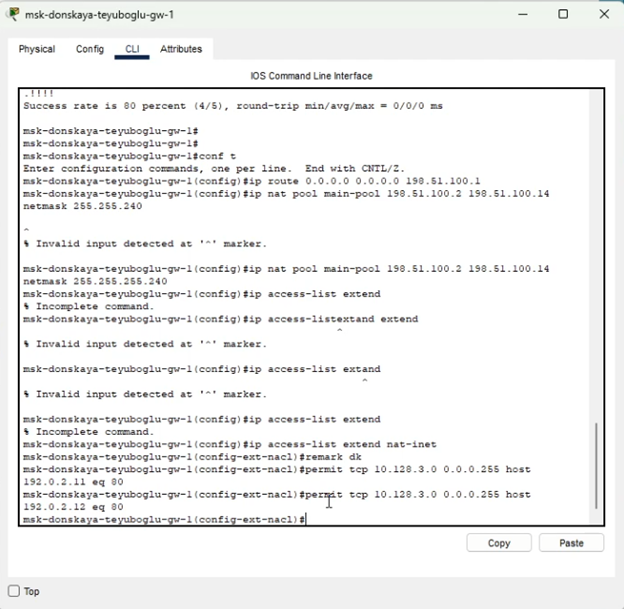 msk-donskaya-teyuboglu-gw-1
Physical Config CLI Attributes
IOS Command Line Interface
.!!!!
Success rate is 80 percent (4/5), round-trip min/avg/max = 0/0/0 ms
msk-donskaya-teyuboglu-gw-1#
msk-donskaya-teyuboglu-gw-1#
msk-donskaya-teyuboglu-gw-1#conf t
Enter configuration commands, one per line. End with CNTL/Z.
msk-donskaya-teyuboglu-gw-1(config)#ip route 0.0.0.0 0.0.0.0 198.51.100.1
msk-donskaya-teyuboglu-gw-1(config)#ip nat pool main-pool 198.51.100.2 198.51.100.14
netmask 255.255.240
^
% Invalid input detected at '^' marker.
msk-donskaya-teyuboglu-gw-1(config)#ip nat pool main-pool 198.51.100.2 198.51.100.14
netmask 255.255.255.240
msk-donskaya-teyuboglu-gw-1(config)#ip access-list extend
% Incomplete command.
msk-donskaya-teyuboglu-gw-1(config)#ip access-listextand extend
^
% Invalid input detected at '^' marker.
msk-donskaya-teyuboglu-gw-1(config)#ip access-list extand
^
% Invalid input detected at '^' marker.
msk-donskaya-teyuboglu-gw-1(config)#ip access-list extend
% Incomplete command.
msk-donskaya-teyuboglu-gw-1(config)#ip access-list extend nat-inet
msk-donskaya-teyuboglu-gw-1(config-ext-nacl)#remark dk
msk-donskaya-teyuboglu-gw-1(config-ext-nacl)#permit tcp 10.128.3.0 0.0.0.255 host
192.0.2.11 eq 80
msk-donskaya-teyuboglu-gw-1(config-ext-nacl)#permit tcp 10.128.3.0 0.0.0.255 host
192.0.2.12 eq 80
msk-donskaya-teyuboglu-gw-1(config-ext-nacl)#
Copy Paste
Top